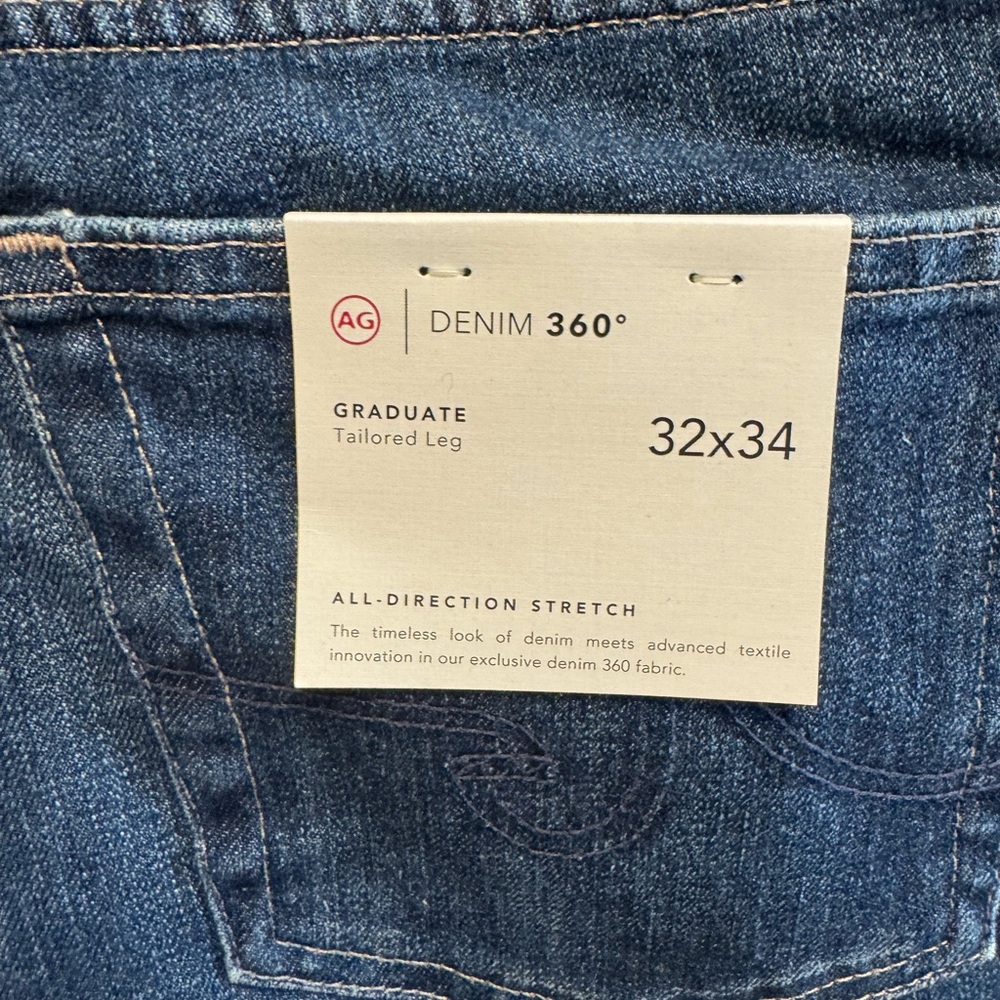 AG DENIM 360°
GRADUATE
Tailored Leg
32x34
ALL-DIRECTION STRETCH
The timeless look of denim meets advanced textile
innovation in our exclusive denim 360 fabric.